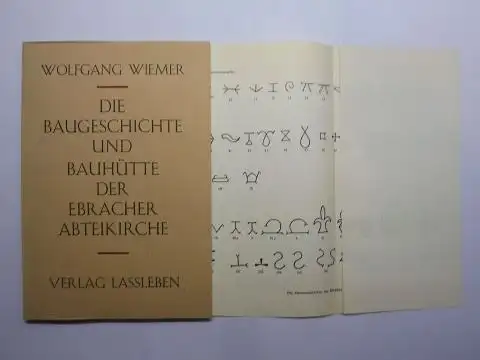 WOLFGANG WIEMER
DIE
BAUGESCHICHTE
UND
BAUHÜTTE
DER
EBRACHER
ABTEIKIRCHE
VERLAG LASSLEBEN